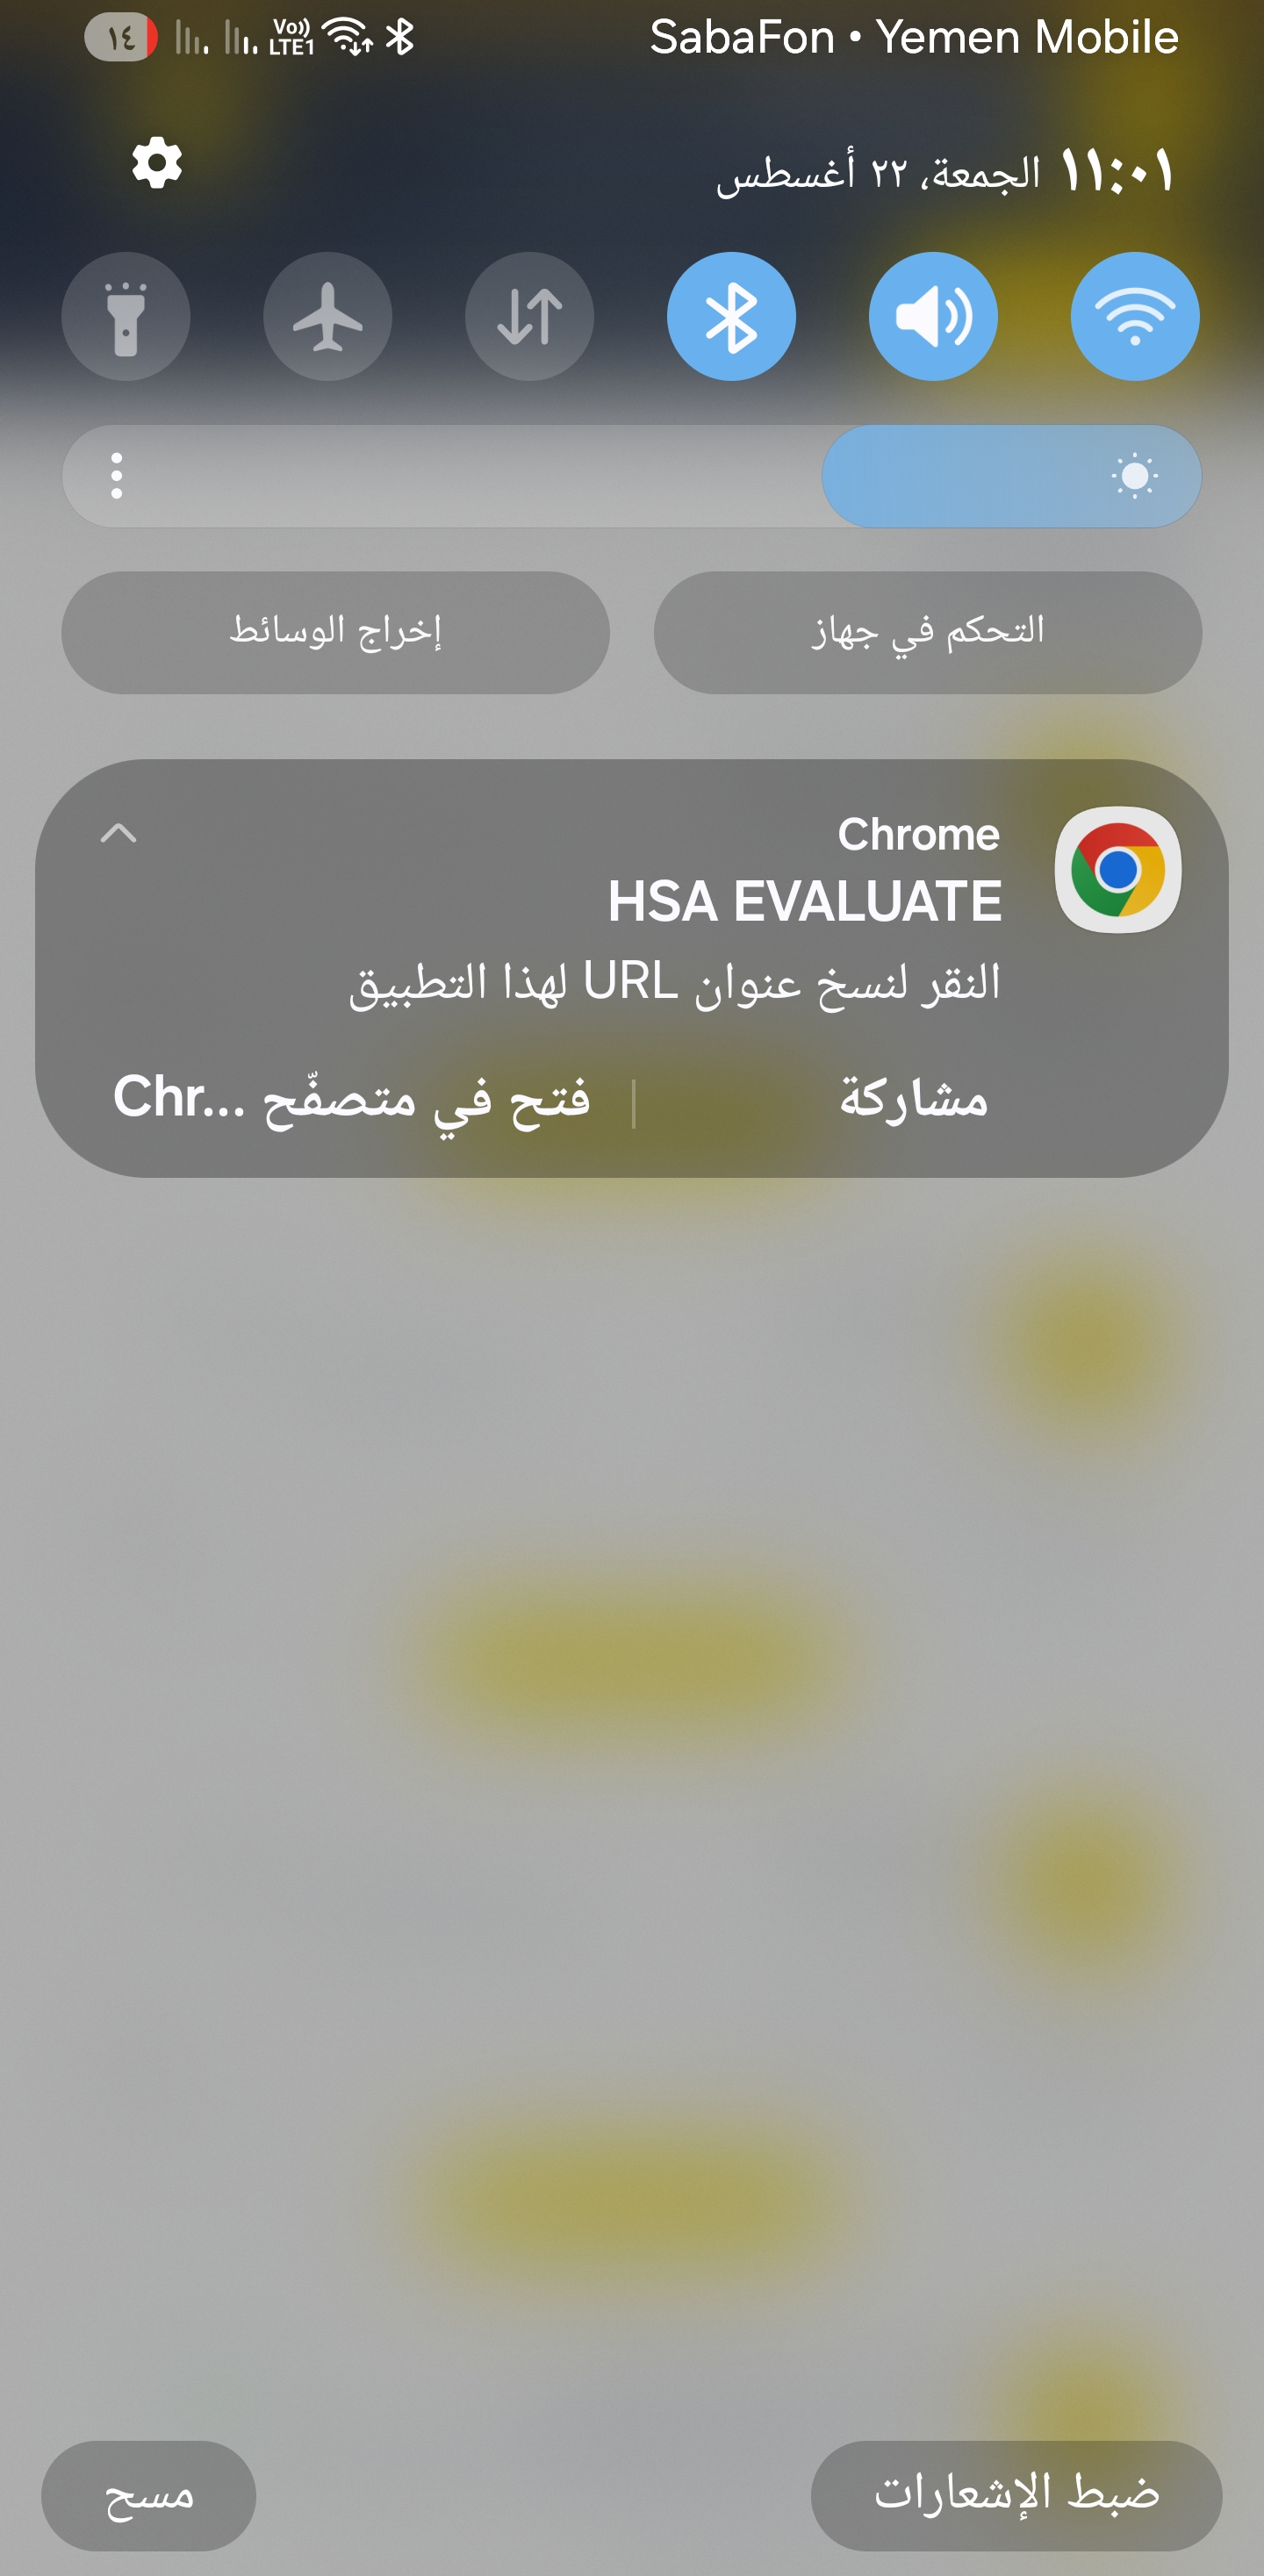 SabaFon • Yemen Mobile
Vo)) LTE1
١٤
١١:٠١ الجمعة، ٢٢ أغسطس
التحكم في جهاز
إخراج الوسائط
Chrome
HSA EVALUATE
النقر لنسخ عنوان URL لهذا التطبيق
مشاركة
فتح في متصفّح Chr...
ضبط الإشعارات
مسح